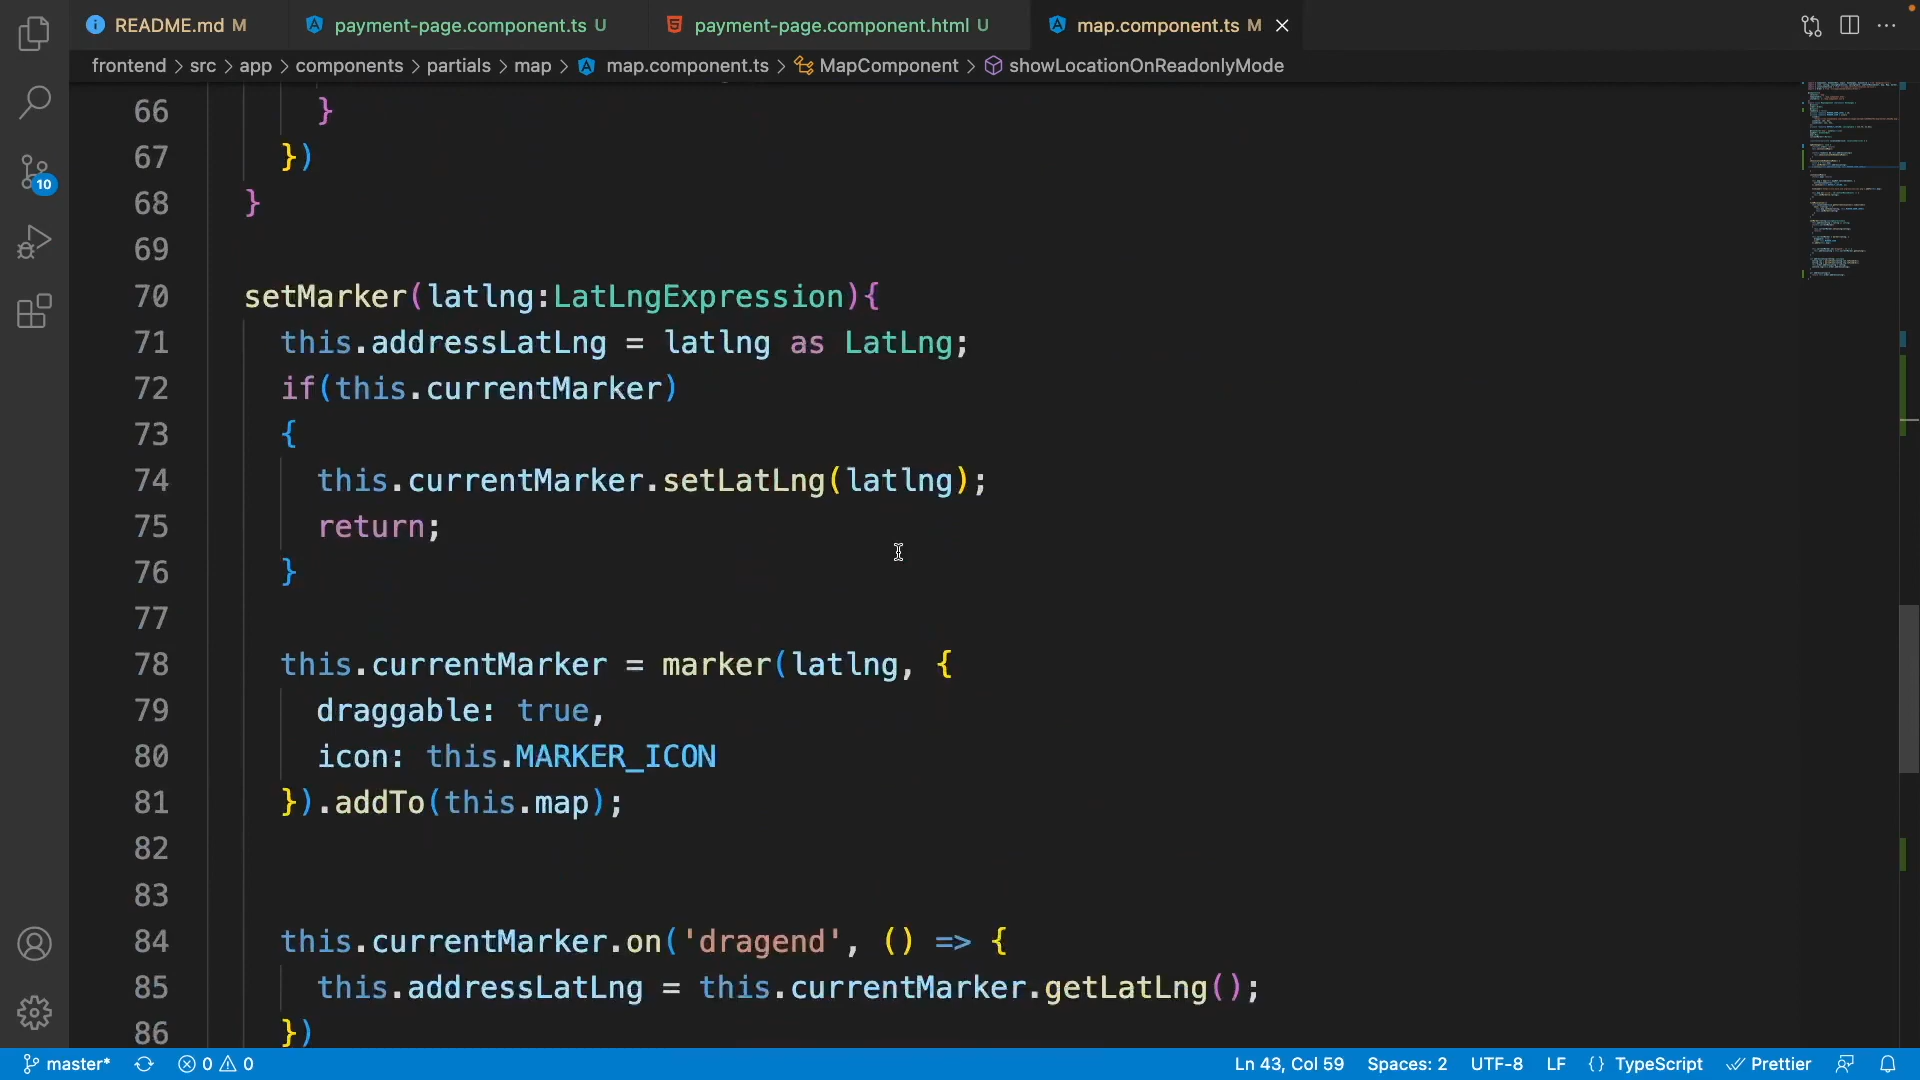 README.md M
payment-page.component.ts U
payment-page.component.html U
map.component.ts M
frontend > src > app > components > partials > map > map.component.ts > MapComponent > showLocationOnReadonlyMode
66 }
67 })
68 }
69
70 setMarker(latlng:LatLngExpression){
71 this.addressLatLng = latlng as LatLng;
72 if(this.currentMarker)
73 {
74 this.currentMarker.setLatLng(latlng);
75 return;
76 }
77
78 this.currentMarker = marker(latlng, {
79 draggable: true,
80 icon: this.MARKER_ICON
81 }).addTo(this.map);
82
83
84 this.currentMarker.on('dragend', () => {
85 this.addressLatLng = this.currentMarker.getLatLng();
86 })
10
master* 0 0 Ln 43, Col 59 Spaces: 2 UTF-8 LF {} TypeScript Prettier